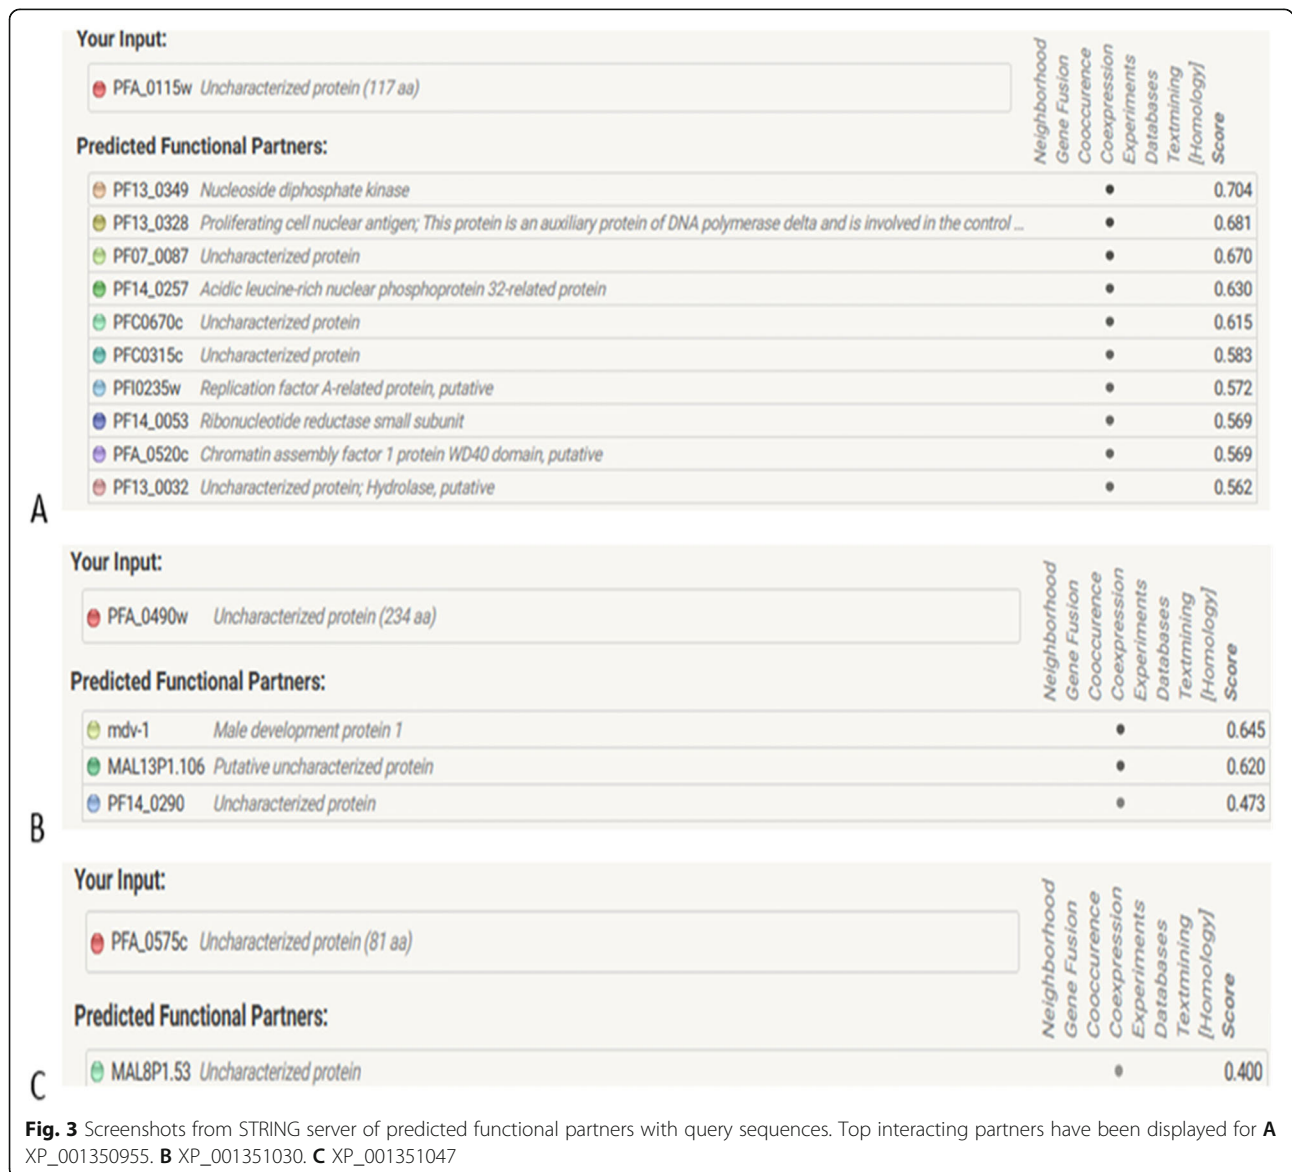 Your Input:
Neighborhood
Gene Fusion
Cooccurence
Coexpression
Experiments
Databases
Textmining
[Homology]
Score
PFA_0115w Uncharacterized protein (117 aa)
Predicted Functional Partners:
PF13_0349 Nucleoside diphosphate kinase 0.704
PF13_0328 Proliferating cell nuclear antigen; This protein is an auxiliary protein of DNA polymerase delta and is involved in the control ... 0.681
PF07_0087 Uncharacterized protein 0.670
PF14_0257 Acidic leucine-rich nuclear phosphoprotein 32-related protein 0.630
PFC0670c Uncharacterized protein 0.615
PFC0315c Uncharacterized protein 0.583
PFI0235w Replication factor A-related protein, putative 0.572
PF14_0053 Ribonucleotide reductase small subunit 0.569
PFA_0520c Chromatin assembly factor 1 protein WD40 domain, putative 0.569
PF13_0032 Uncharacterized protein; Hydrolase, putative 0.562
A
Your Input:
Neighborhood
Gene Fusion
Cooccurence
Coexpression
Experiments
Databases
Textmining
[Homology]
Score
PFA_0490w Uncharacterized protein (234 aa)
Predicted Functional Partners:
mdv-1 Male development protein 1 0.645
MAL13P1.106 Putative uncharacterized protein 0.620
PF14_0290 Uncharacterized protein 0.473
B
Your Input:
Neighborhood
Gene Fusion
Cooccurence
Coexpression
Experiments
Databases
Textmining
[Homology]
Score
PFA_0575c Uncharacterized protein (81 aa)
Predicted Functional Partners:
MAL8P1.53 Uncharacterized protein 0.400
C
Fig. 3 Screenshots from STRING server of predicted functional partners with query sequences. Top interacting partners have been displayed for A
XP_001350955. B XP_001351030. C XP_001351047